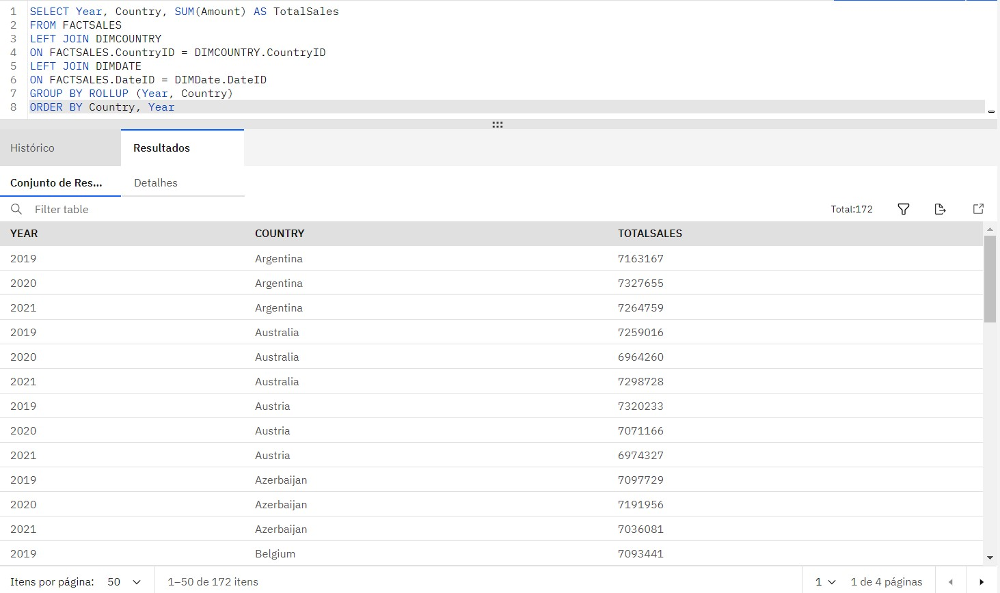 1 SELECT Year, Country, SUM(Amount) AS TotalSales
2 FROM FACTSALES
3 LEFT JOIN DIMCOUNTRY
4 ON FACTSALES.CountryID = DIMCOUNTRY.CountryID
5 LEFT JOIN DIMDATE
6 ON FACTSALES.DateID = DIMDate.DateID
7 GROUP BY ROLLUP (Year, Country)
8 ORDER BY Country, Year
Histórico Resultados
Conjunto de Res... Detalhes
Filter table Total:172
YEAR COUNTRY TOTALSALES
2019 Argentina 7163167
2020 Argentina 7327655
2021 Argentina 7264759
2019 Australia 7259016
2020 Australia 6964260
2021 Australia 7298728
2019 Austria 7320233
2020 Austria 7071166
2021 Austria 6974327
2019 Azerbaijan 7097729
2020 Azerbaijan 7191956
2021 Azerbaijan 7036081
2019 Belgium 7093441
Itens por página: 50 1–50 de 172 itens 1 1 de 4 páginas